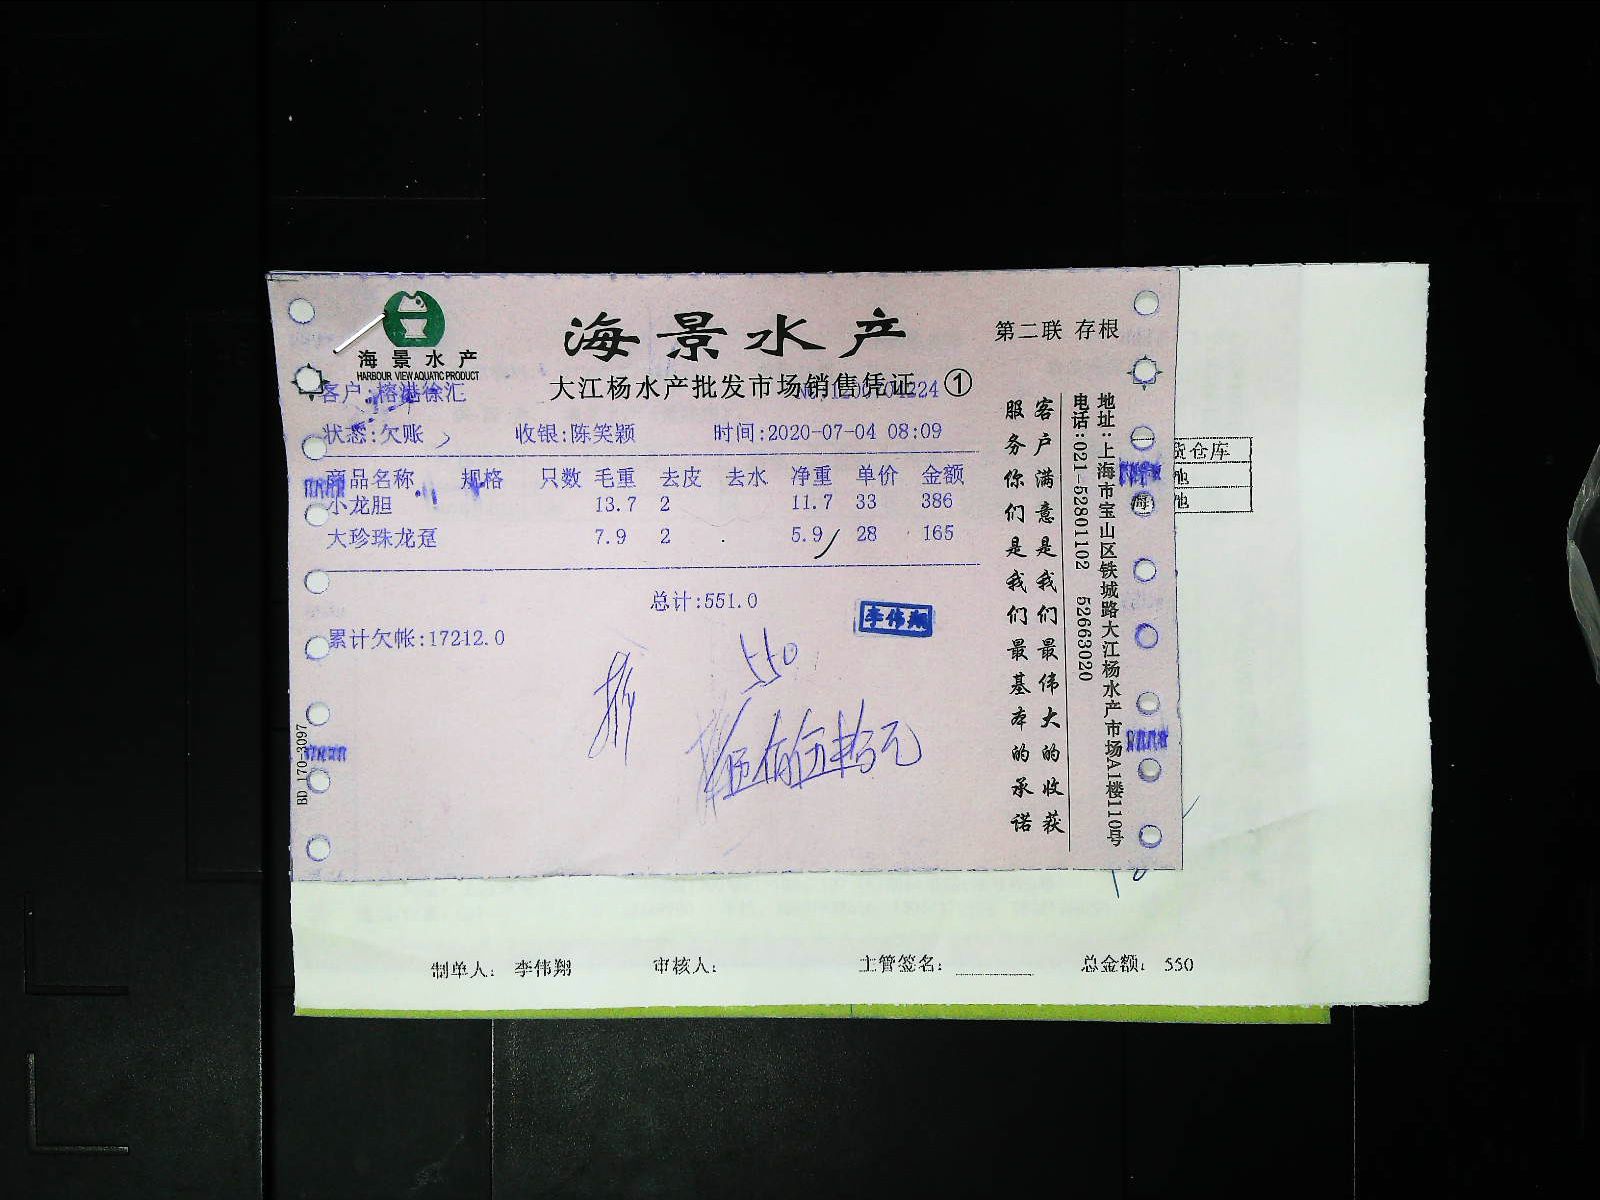 海景水产
HARBOUR VIEW AQUATIC PRODUCT
海景水产
第二联 存根
大江杨水产批发市场销售凭证 ①
客户:榕港徐汇
状态:欠账 收银:陈笑颖 时间:2020-07-04 08:09
商品名称 规格 只数 毛重 去皮 去水 净重 单价 金额
小龙胆 13.7 2 11.7 33 386
大珍珠龙趸 7.9 2 5.9 28 165
总计:551.0
李伟翔
累计欠帐:17212.0
550
伍佰伍拾元
BD 170-3097
客户满意是我们最伟大的收获
服务你们是我们最基本的承诺
地址:上海市宝山区铁城路大江杨水产市场A1楼110号
电话:021-52801102 52663020
货仓库
他
他
制单人: 李伟翔 审核人: 主管签名: 总金额: 550